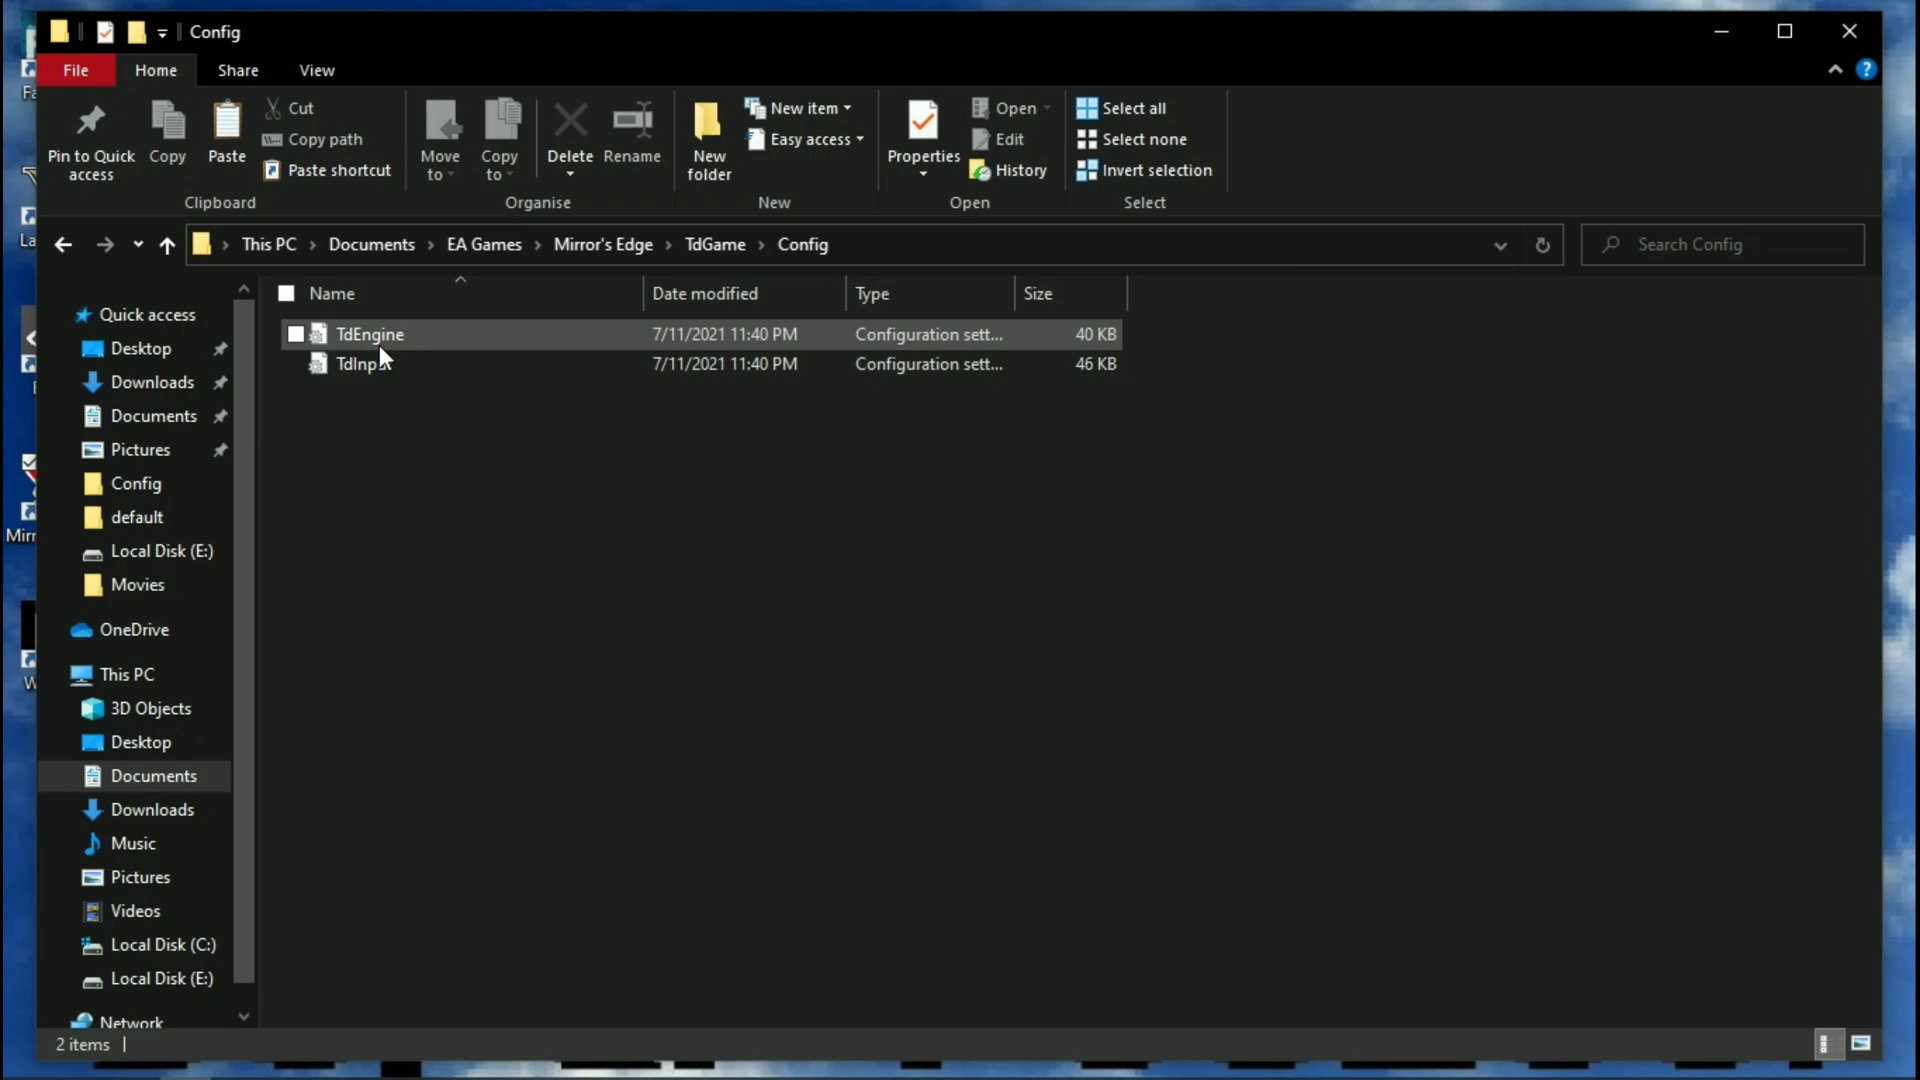 Config
File Home Share View
Pin to Quick access
Copy
Paste
Cut
Copy path
Paste shortcut
Clipboard
Move to
Copy to
Delete
Rename
Organise
New folder
New item
Easy access
New
Properties
Open
Edit
History
Open
Select all
Select none
Invert selection
Select
This PC > Documents > EA Games > Mirror's Edge > TdGame > Config
Search Config
Name Date modified Type Size
TdEngine 7/11/2021 11:40 PM Configuration sett... 40 KB
7/11/2021 11:40 PM Configuration sett... 46 KB
Quick access
Desktop
Downloads
Documents
Pictures
Config
default
Local Disk (E:)
Movies
OneDrive
This PC
3D Objects
Desktop
Documents
Downloads
Music
Pictures
Videos
Local Disk (C:)
Local Disk (E:)
Network
2 items